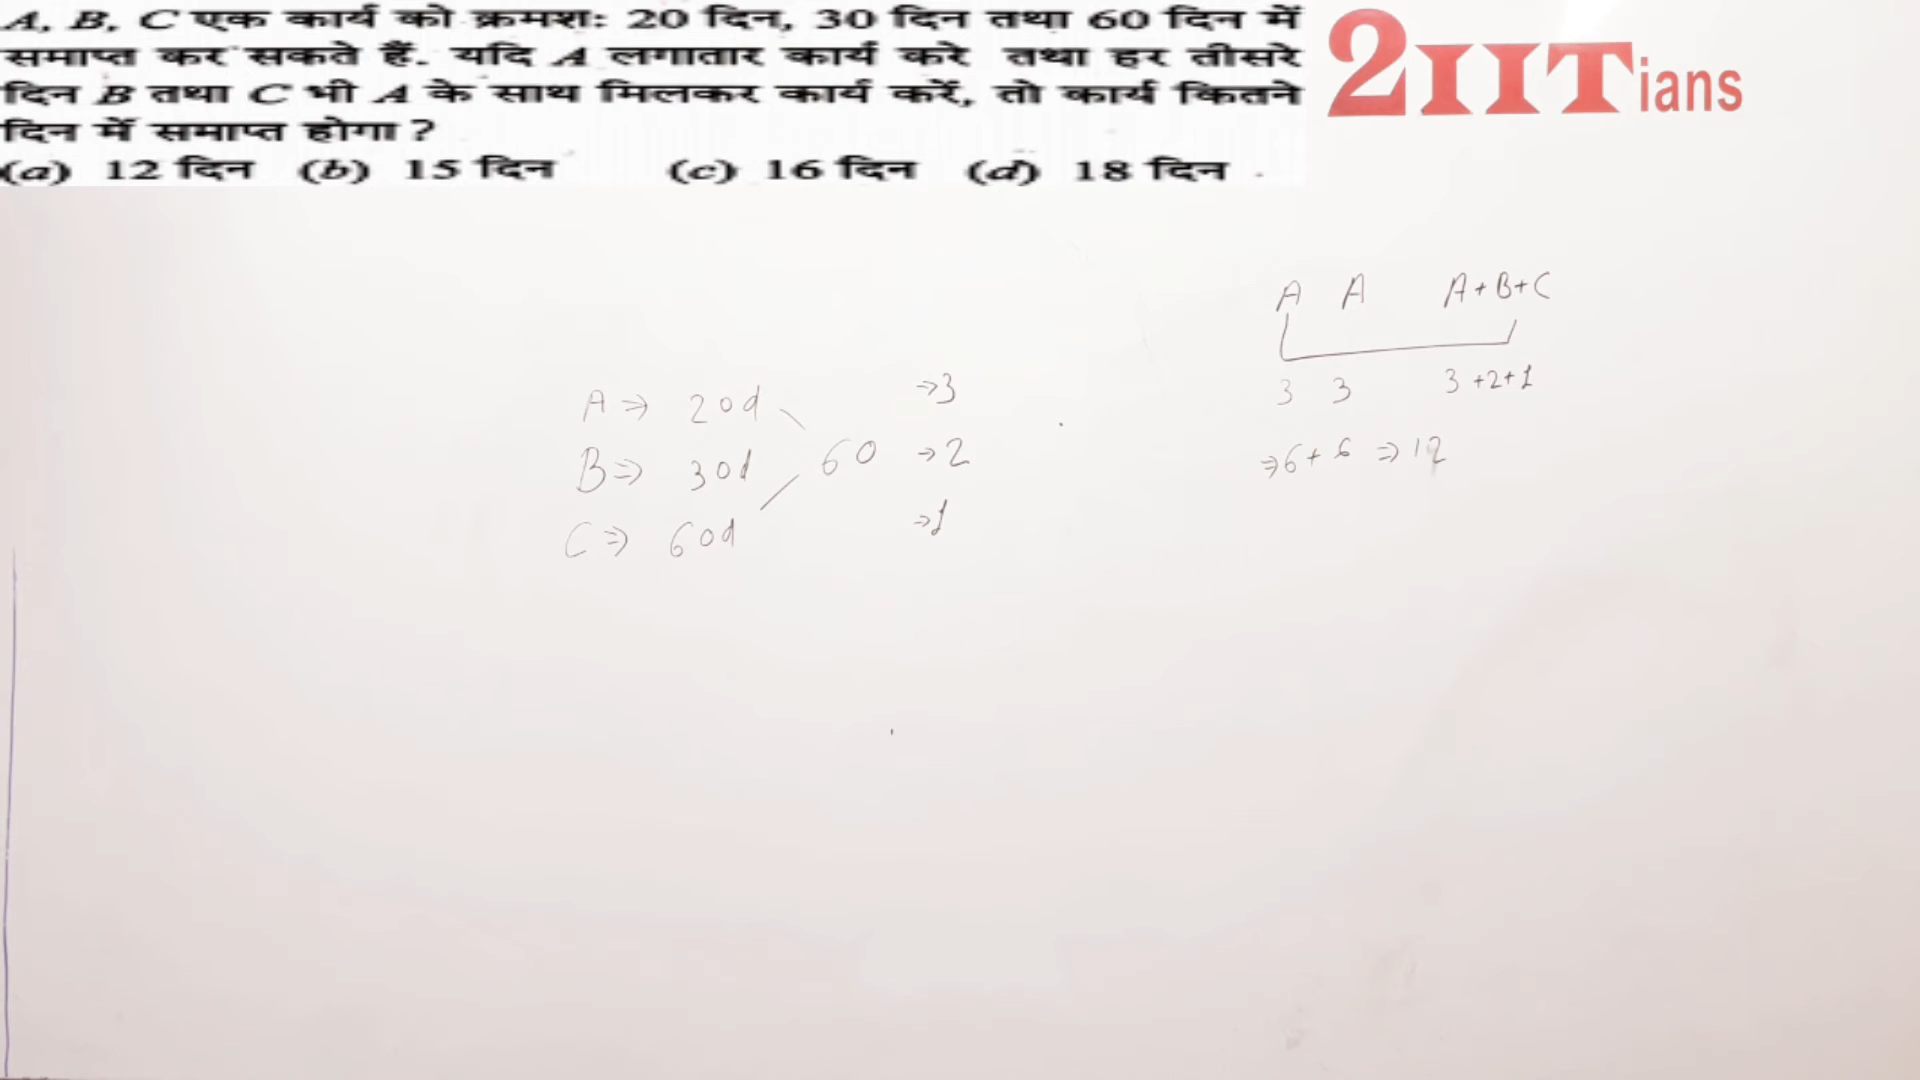 A, B, C एक कार्य को क्रमश: 20 दिन, 30 दिन तथा 60 दिन में
समाप्त कर सकते हैं. यदि A लगातार कार्य करे तथा हर तीसरे
दिन B तथा C भी A के साथ मिलकर कार्य करें, तो कार्य कितने
दिन में समाप्त होगा ?
(a) 12 दिन (b) 15 दिन (c) 16 दिन (d) 18 दिन
2IITians
A A A+B+C
3 3 3+2+1
⇒6+6 ⇒12
A⇒ 20d ⇒3
B⇒ 30d 60 ⇒2
C⇒ 60d ⇒1